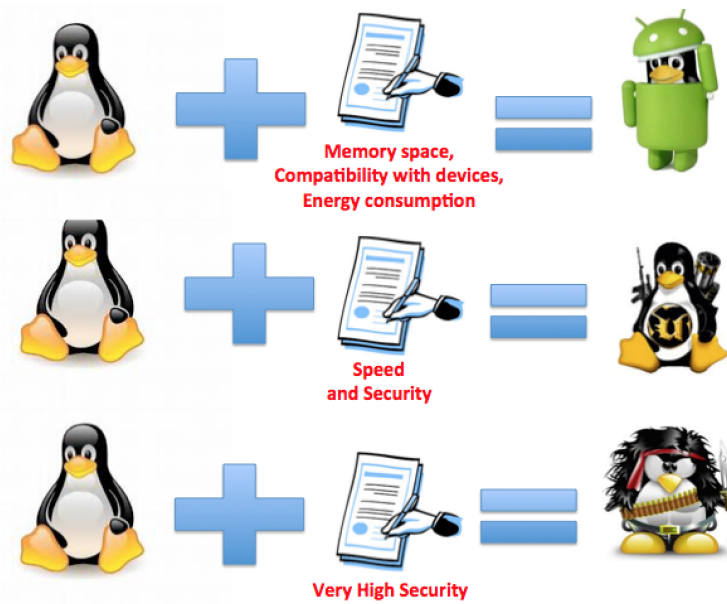 Memory space,
Compatibility with devices,
Energy consumption
Speed
and Security
Very High Security